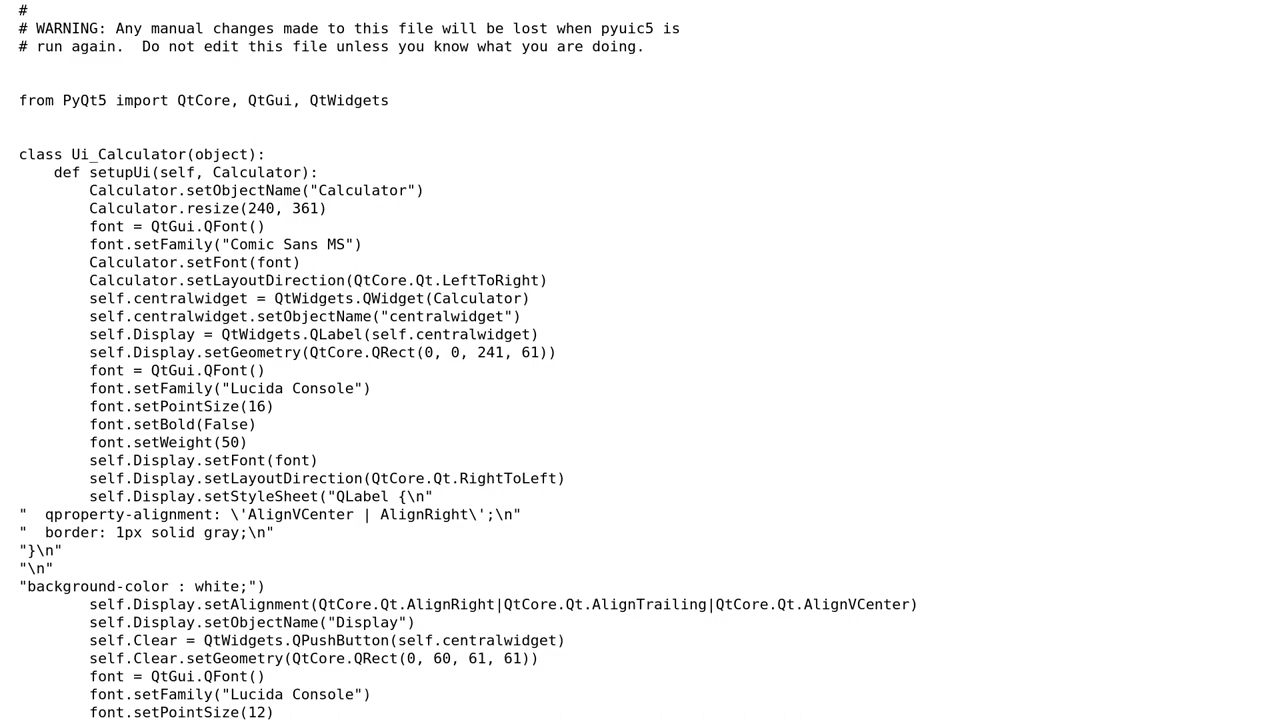 #
# WARNING: Any manual changes made to this file will be lost when pyuic5 is
# run again.  Do not edit this file unless you know what you are doing.


from PyQt5 import QtCore, QtGui, QtWidgets


class Ui_Calculator(object):
    def setupUi(self, Calculator):
        Calculator.setObjectName("Calculator")
        Calculator.resize(240, 361)
        font = QtGui.QFont()
        font.setFamily("Comic Sans MS")
        Calculator.setFont(font)
        Calculator.setLayoutDirection(QtCore.Qt.LeftToRight)
        self.centralwidget = QtWidgets.QWidget(Calculator)
        self.centralwidget.setObjectName("centralwidget")
        self.Display = QtWidgets.QLabel(self.centralwidget)
        self.Display.setGeometry(QtCore.QRect(0, 0, 241, 61))
        font = QtGui.QFont()
        font.setFamily("Lucida Console")
        font.setPointSize(16)
        font.setBold(False)
        font.setWeight(50)
        self.Display.setFont(font)
        self.Display.setLayoutDirection(QtCore.Qt.RightToLeft)
        self.Display.setStyleSheet("QLabel {\n"
"  qproperty-alignment: \'AlignVCenter | AlignRight\';\n"
"  border: 1px solid gray;\n"
"}\n"
"\n"
"background-color : white;")
        self.Display.setAlignment(QtCore.Qt.AlignRight|QtCore.Qt.AlignTrailing|QtCore.Qt.AlignVCenter)
        self.Display.setObjectName("Display")
        self.Clear = QtWidgets.QPushButton(self.centralwidget)
        self.Clear.setGeometry(QtCore.QRect(0, 60, 61, 61))
        font = QtGui.QFont()
        font.setFamily("Lucida Console")
        font.setPointSize(12)